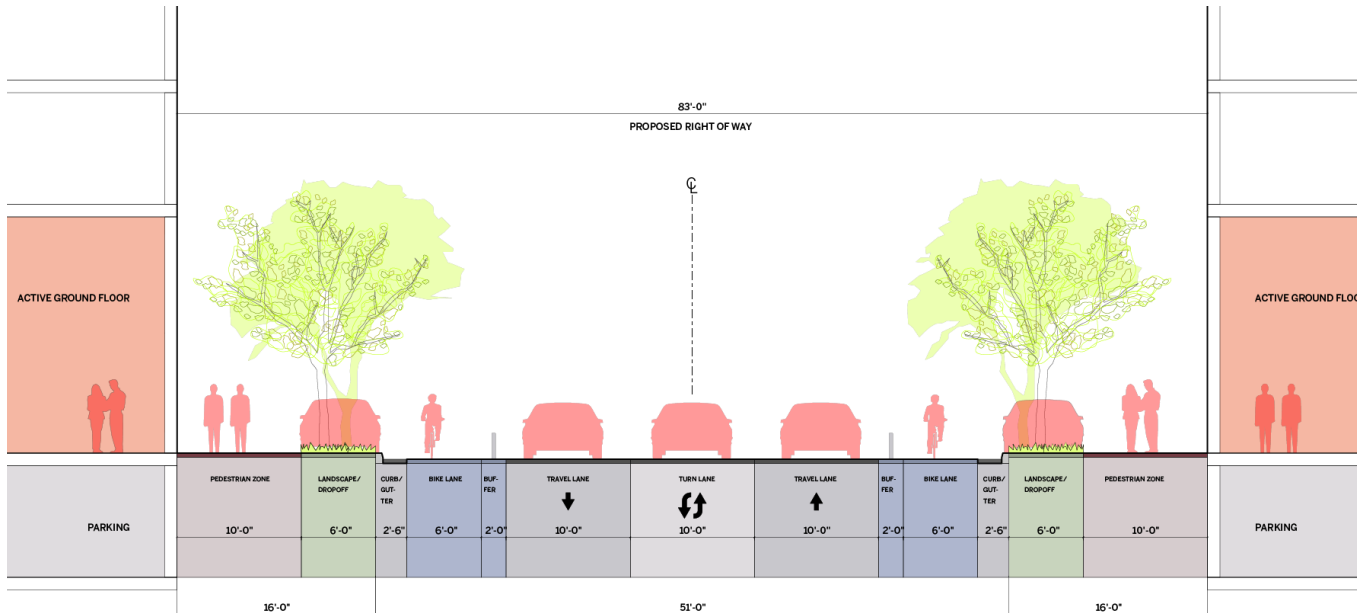 83'-0"
PROPOSED RIGHT OF WAY
CL
ACTIVE GROUND FLOOR
ACTIVE GROUND FLOO
PEDESTRIAN ZONE
LANDSCAPE/
DROPOFF
CURB/
GUT-
TER
BIKE LANE
BUF-
FER
TRAVEL LANE
TURN LANE
TRAVEL LANE
BUF-
FER
BIKE LANE
CURB/
GUT-
TER
LANDSCAPE/
DROPOFF
PEDESTRIAN ZONE
PARKING
10'-0"
6'-0"
2'-6"
6'-0"
2'-0"
10'-0"
10'-0"
10'-0"
2'-0"
6'-0"
2'-6"
6'-0"
10'-0"
PARKING
16'-0"
51'-0"
16'-0"